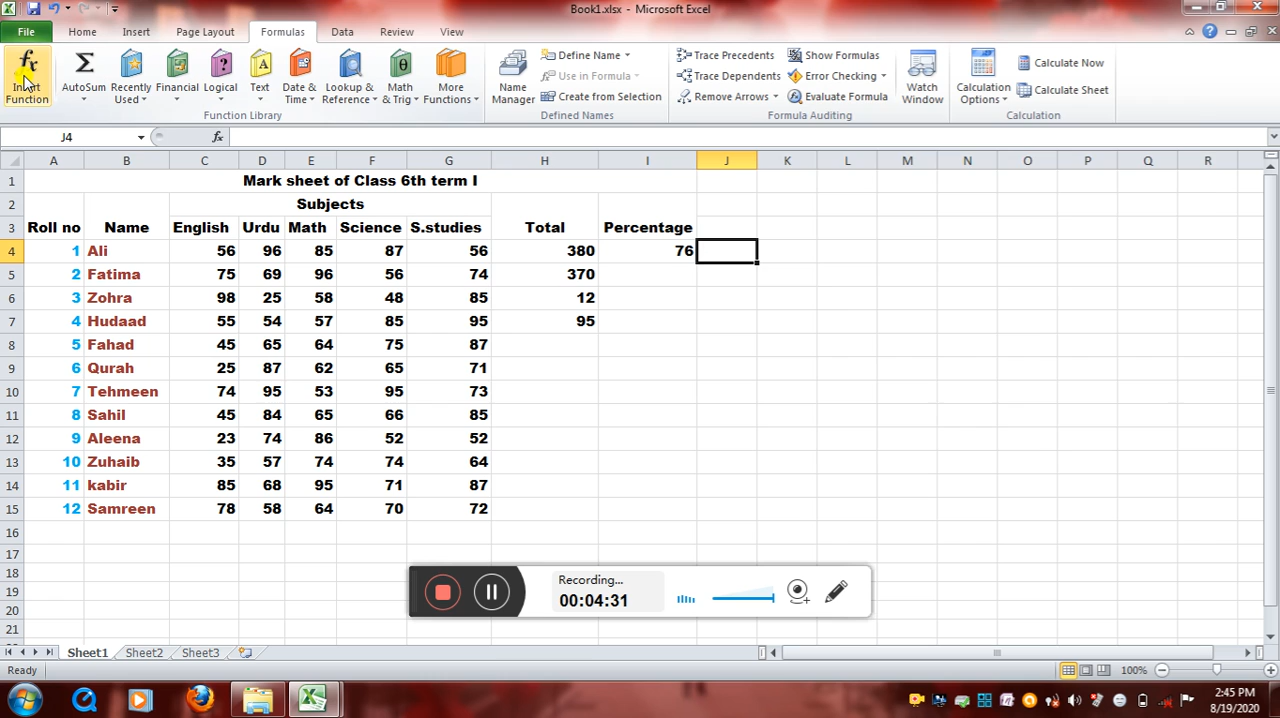 Book1.xlsx - Microsoft Excel
File Home Insert Page Layout Formulas Data Review View
Insert Function
AutoSum
Recently Used
Financial
Logical
Text
Date & Time
Lookup & Reference
Math & Trig
More Functions
Function Library
Name Manager
Define Name
Use in Formula
Create from Selection
Defined Names
Trace Precedents
Trace Dependents
Remove Arrows
Show Formulas
Error Checking
Evaluate Formula
Formula Auditing
Watch Window
Calculation Options
Calculate Now
Calculate Sheet
Calculation
J4 fx
A B C D E F G H I J K L M N O P Q R
1 Mark sheet of Class 6th term I
2 Subjects
3 Roll no Name English Urdu Math Science S.studies Total Percentage
4 1 Ali 56 96 85 87 56 380 76
5 2 Fatima 75 69 96 56 74 370
6 3 Zohra 98 25 58 48 85 12
7 4 Hudaad 55 54 57 85 95 95
8 5 Fahad 45 65 64 75 87
9 6 Qurah 25 87 62 65 71
10 7 Tehmeen 74 95 53 95 73
11 8 Sahil 45 84 65 66 85
12 9 Aleena 23 74 86 52 52
13 10 Zuhaib 35 57 74 74 64
14 11 kabir 85 68 95 71 87
15 12 Samreen 78 58 64 70 72
16
17
18
19
20
21
Recording...
00:04:31
Sheet1 Sheet2 Sheet3
Ready 100%
2:45 PM
8/19/2020